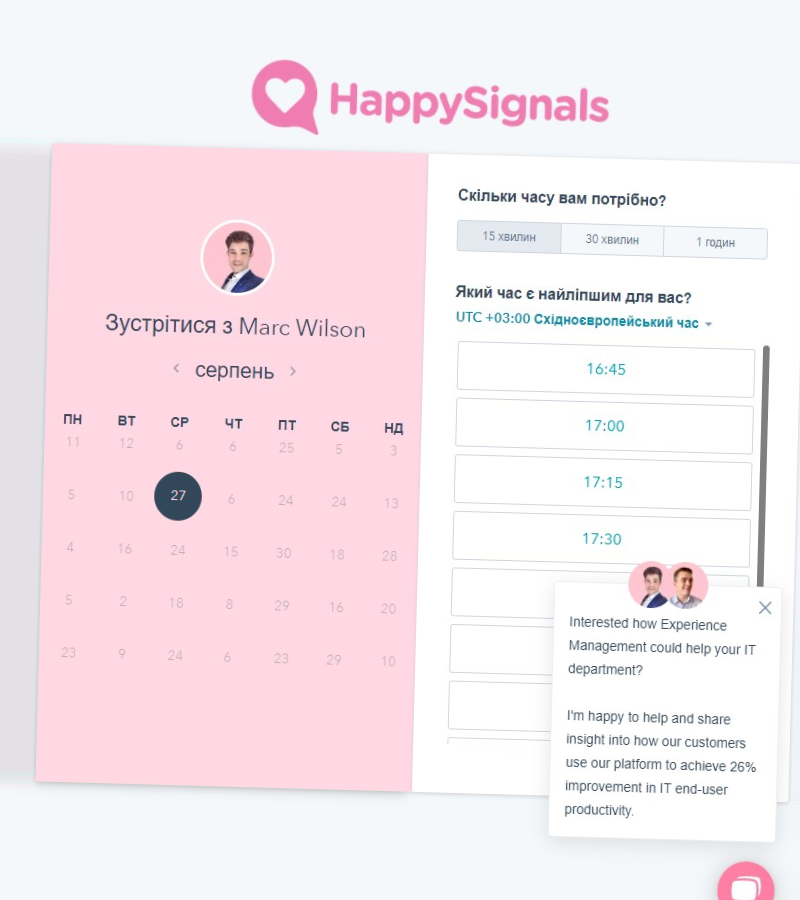 HappySignals
Зустрітися з Marc Wilson
серпень
ПН ВТ СР ЧТ ПТ СБ НД
11 12 6 6 25 5 3
5 10 27 6 24 24 13
4 16 24 15 30 18 28
5 2 18 8 29 16 20
23 9 24 6 23 29 10
Скільки часу вам потрібно?
15 хвилин 30 хвилин 1 годин
Який час є найліпшим для вас?
UTC +03:00 Східноєвропейський час
16:45
17:00
17:15
17:30
Interested how Experience
Management could help your IT
department?
I'm happy to help and share
insight into how our customers
use our platform to achieve 26%
improvement in IT end-user
productivity.